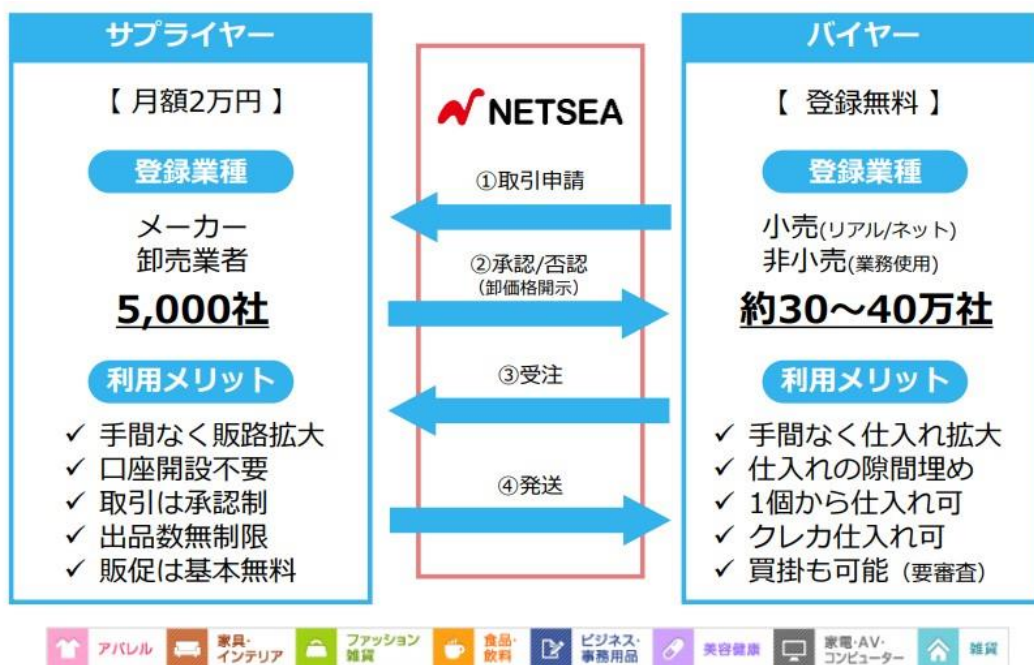 サプライヤー
【 月額2万円 】
登録業種
メーカー
卸売業者
5,000社
利用メリット
✓ 手間なく販路拡大
✓ 口座開設不要
✓ 取引は承認制
✓ 出品数無制限
✓ 販促は基本無料
NETSEA
①取引申請
②承認/否認
(卸価格開示)
③受注
④発送
バイヤー
【 登録無料 】
登録業種
小売(リアル/ネット)
非小売(業務使用)
約30～40万社
利用メリット
✓ 手間なく仕入れ拡大
✓ 仕入れの隙間埋め
✓ 1個から仕入れ可
✓ クレカ仕入れ可
✓ 買掛も可能（要審査）
アパレル
家具・
インテリア
ファッション
雑貨
食品・
飲料
ビジネス・
事務用品
美容健康
家電・AV・
コンピューター
雑貨